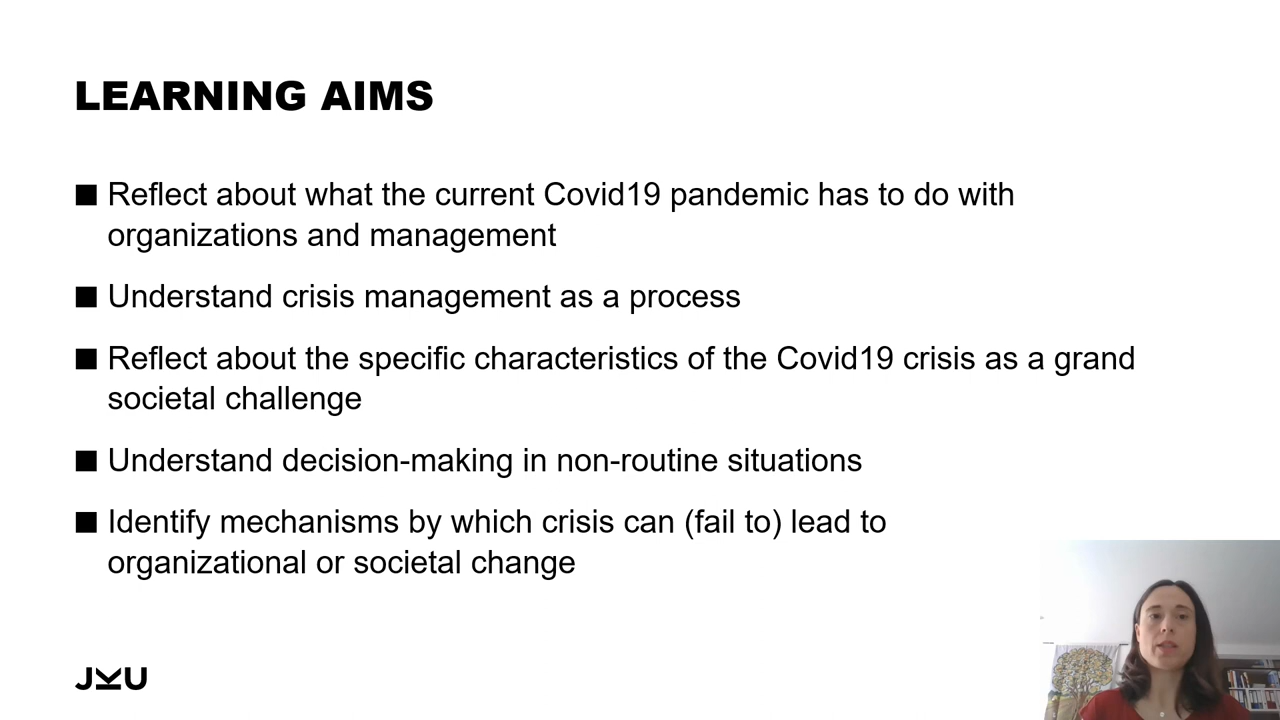 LEARNING AIMS
■ Reflect about what the current Covid19 pandemic has to do with
organizations and management
■ Understand crisis management as a process
■ Reflect about the specific characteristics of the Covid19 crisis as a grand
societal challenge
■ Understand decision-making in non-routine situations
■ Identify mechanisms by which crisis can (fail to) lead to
organizational or societal change
JKU